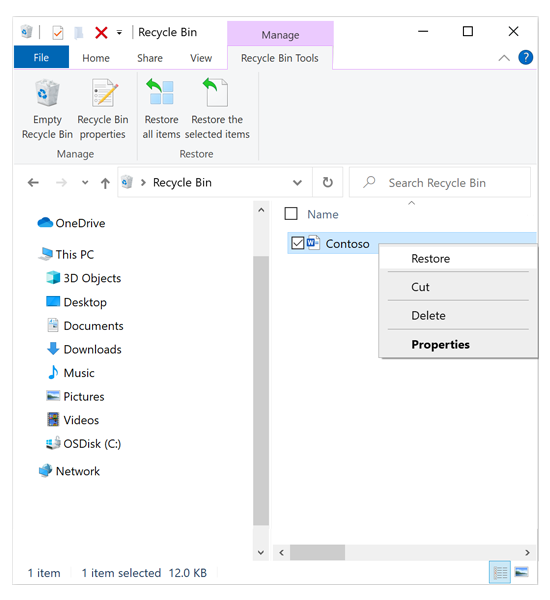 Recycle Bin
Manage
File
Home
Share
View
Recycle Bin Tools
?
Empty
Recycle Bin
Recycle Bin
properties
Restore
all items
Restore the
selected items
Manage
Restore
Recycle Bin
Search Recycle Bin
OneDrive
This PC
3D Objects
Desktop
Documents
Downloads
Music
Pictures
Videos
OSDisk (C:)
Network
Name
Contoso
Restore
Cut
Delete
Properties
1 item
1 item selected 12.0 KB